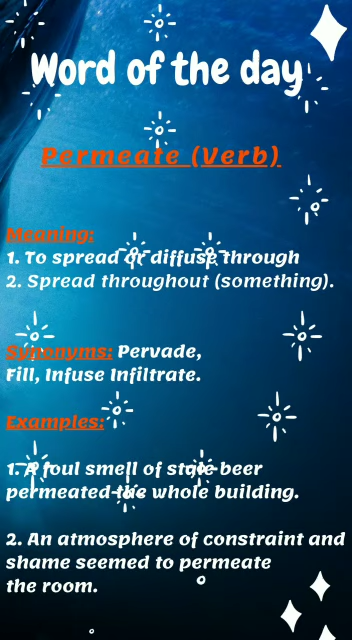 Word of the day
Permeate (Verb)
Meaning:
1. To spread or diffuse through
2. Spread throughout (something).
Synonyms: Pervade,
Fill, Infuse Infiltrate.
Examples:
1. A foul smell of stale beer
permeated the whole building.
2. An atmosphere of constraint and
shame seemed to permeate
the room.